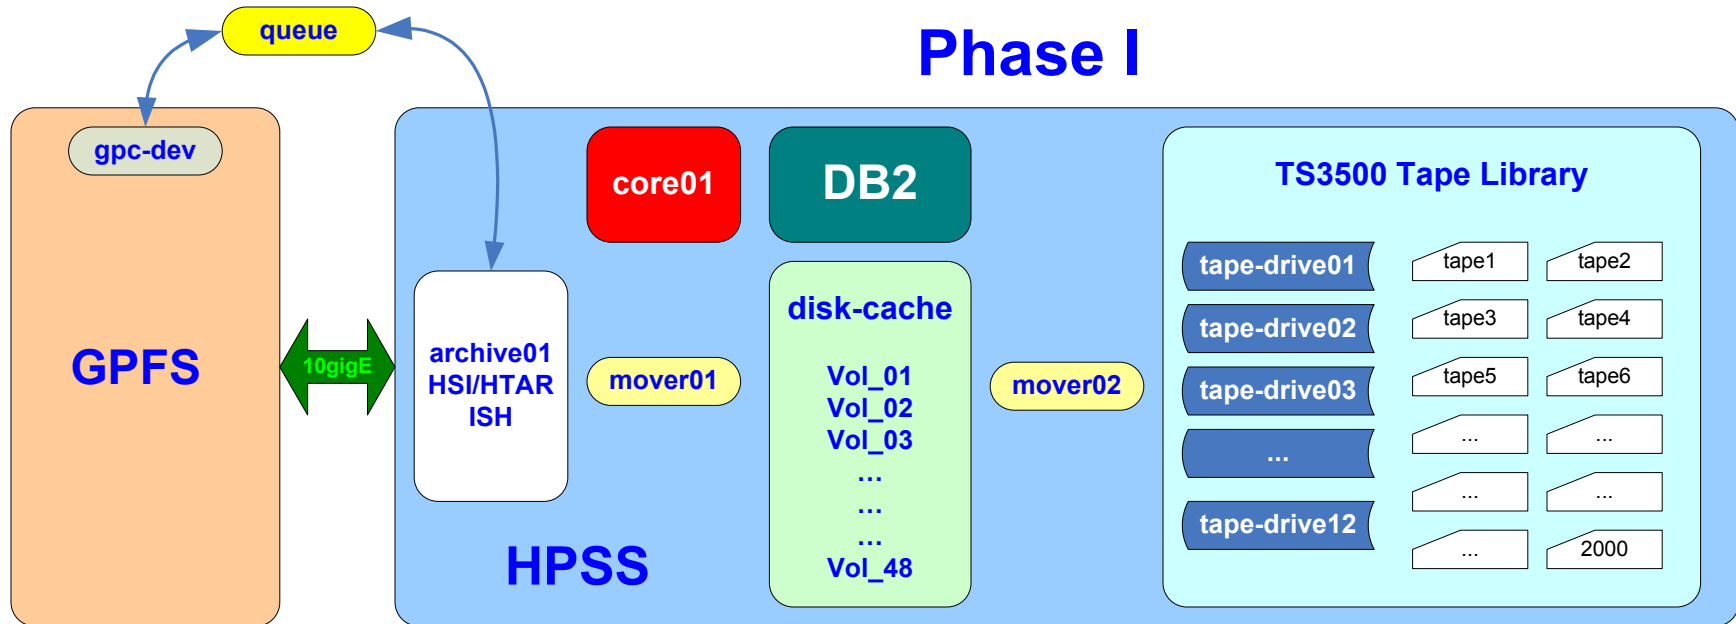 queue
Phase I
gpc-dev
GPFS
10gigE
archive01
HSI/HTAR
ISH
HPSS
core01
mover01
DB2
disk-cache
Vol_01
Vol_02
Vol_03
...
...
...
Vol_48
mover02
TS3500 Tape Library
tape-drive01
tape-drive02
tape-drive03
...
tape-drive12
tape1
tape2
tape3
tape4
tape5
tape6
...
...
...
...
...
2000